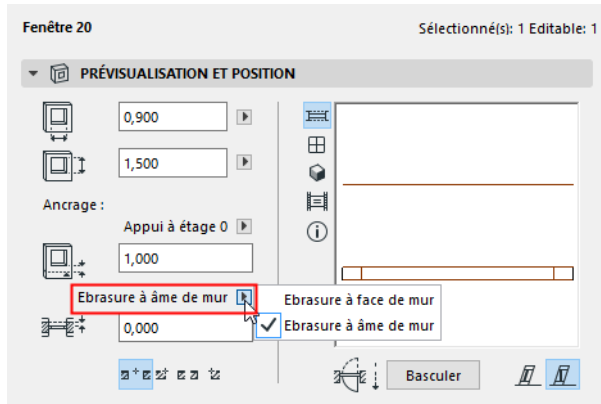 Fenêtre 20 Sélectionné(s): 1 Editable: 1
PRÉVISUALISATION ET POSITION
0,900
1,500
Ancrage :
Appui à étage 0
1,000
Ebrasure à âme de mur
Ebrasure à face de mur
Ebrasure à âme de mur
0,000
Basculer